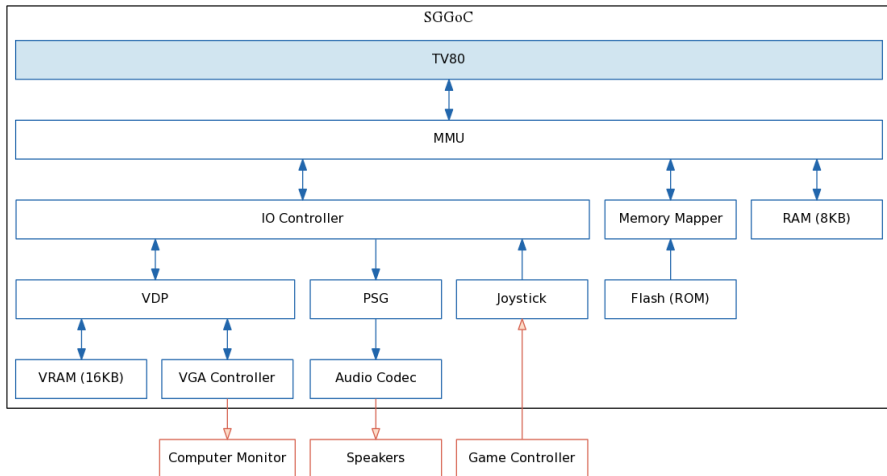 SGGoC
TV80
MMU
IO Controller
Memory Mapper
RAM (8KB)
VDP
PSG
Joystick
Flash (ROM)
VRAM (16KB)
VGA Controller
Audio Codec
Computer Monitor
Speakers
Game Controller